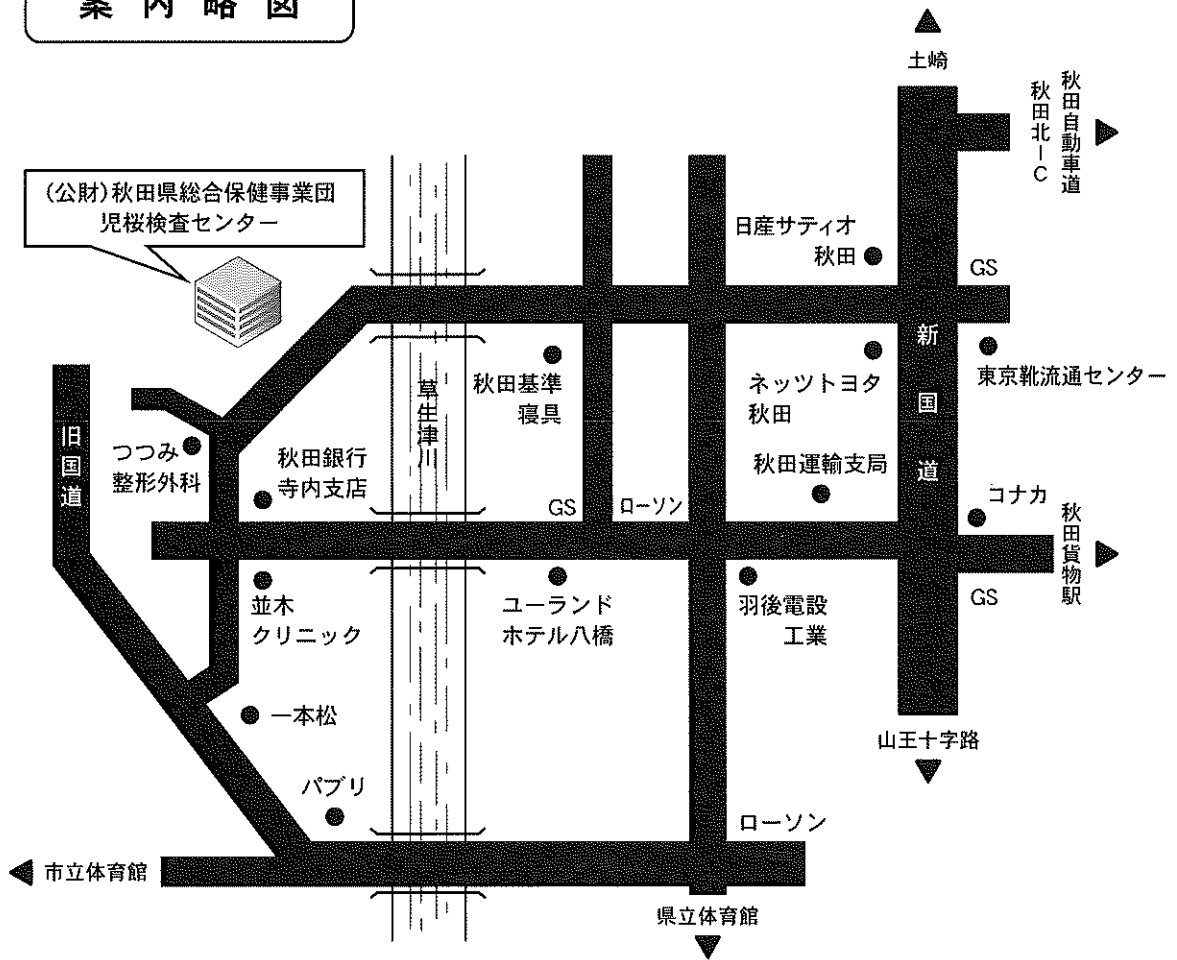 案内略図
土崎
秋田自動車道
秋田北IC
(公財)秋田県総合保健事業団
児桜検査センター
日産サティオ
秋田
GS
新国道
東京靴流通センター
ネッツトヨタ
秋田
秋田基準
寝具
草生津川
旧国道
つつみ
整形外科
秋田銀行
寺内支店
秋田運輸支局
GS
ローソン
コナカ
秋田貨物駅
GS
並木
クリニック
ユーランド
ホテル八橋
羽後電設
工業
一本松
山王十字路
パブリ
ローソン
市立体育館
県立体育館